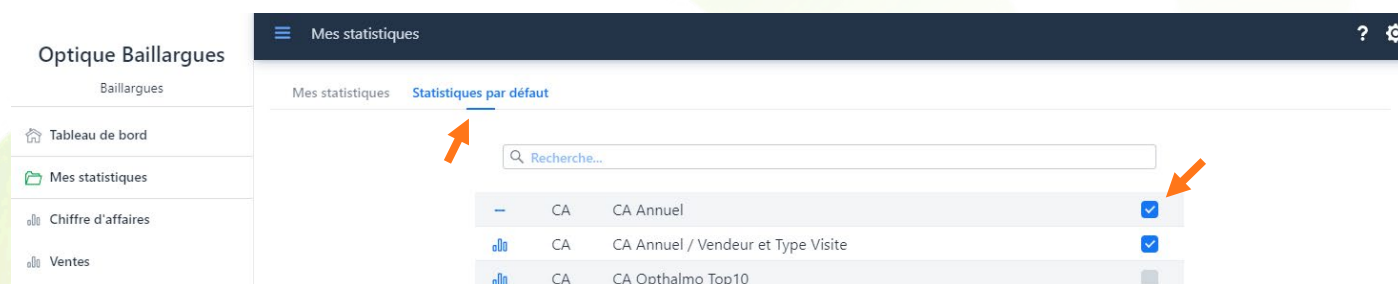 Optique Baillargues
Baillargues
Tableau de bord
Mes statistiques
Chiffre d'affaires
Ventes
Mes statistiques
?
Mes statistiques Statistiques par défaut
Recherche...
CA CA Annuel
CA CA Annuel / Vendeur et Type Visite
CA CA Opthalmo Top10